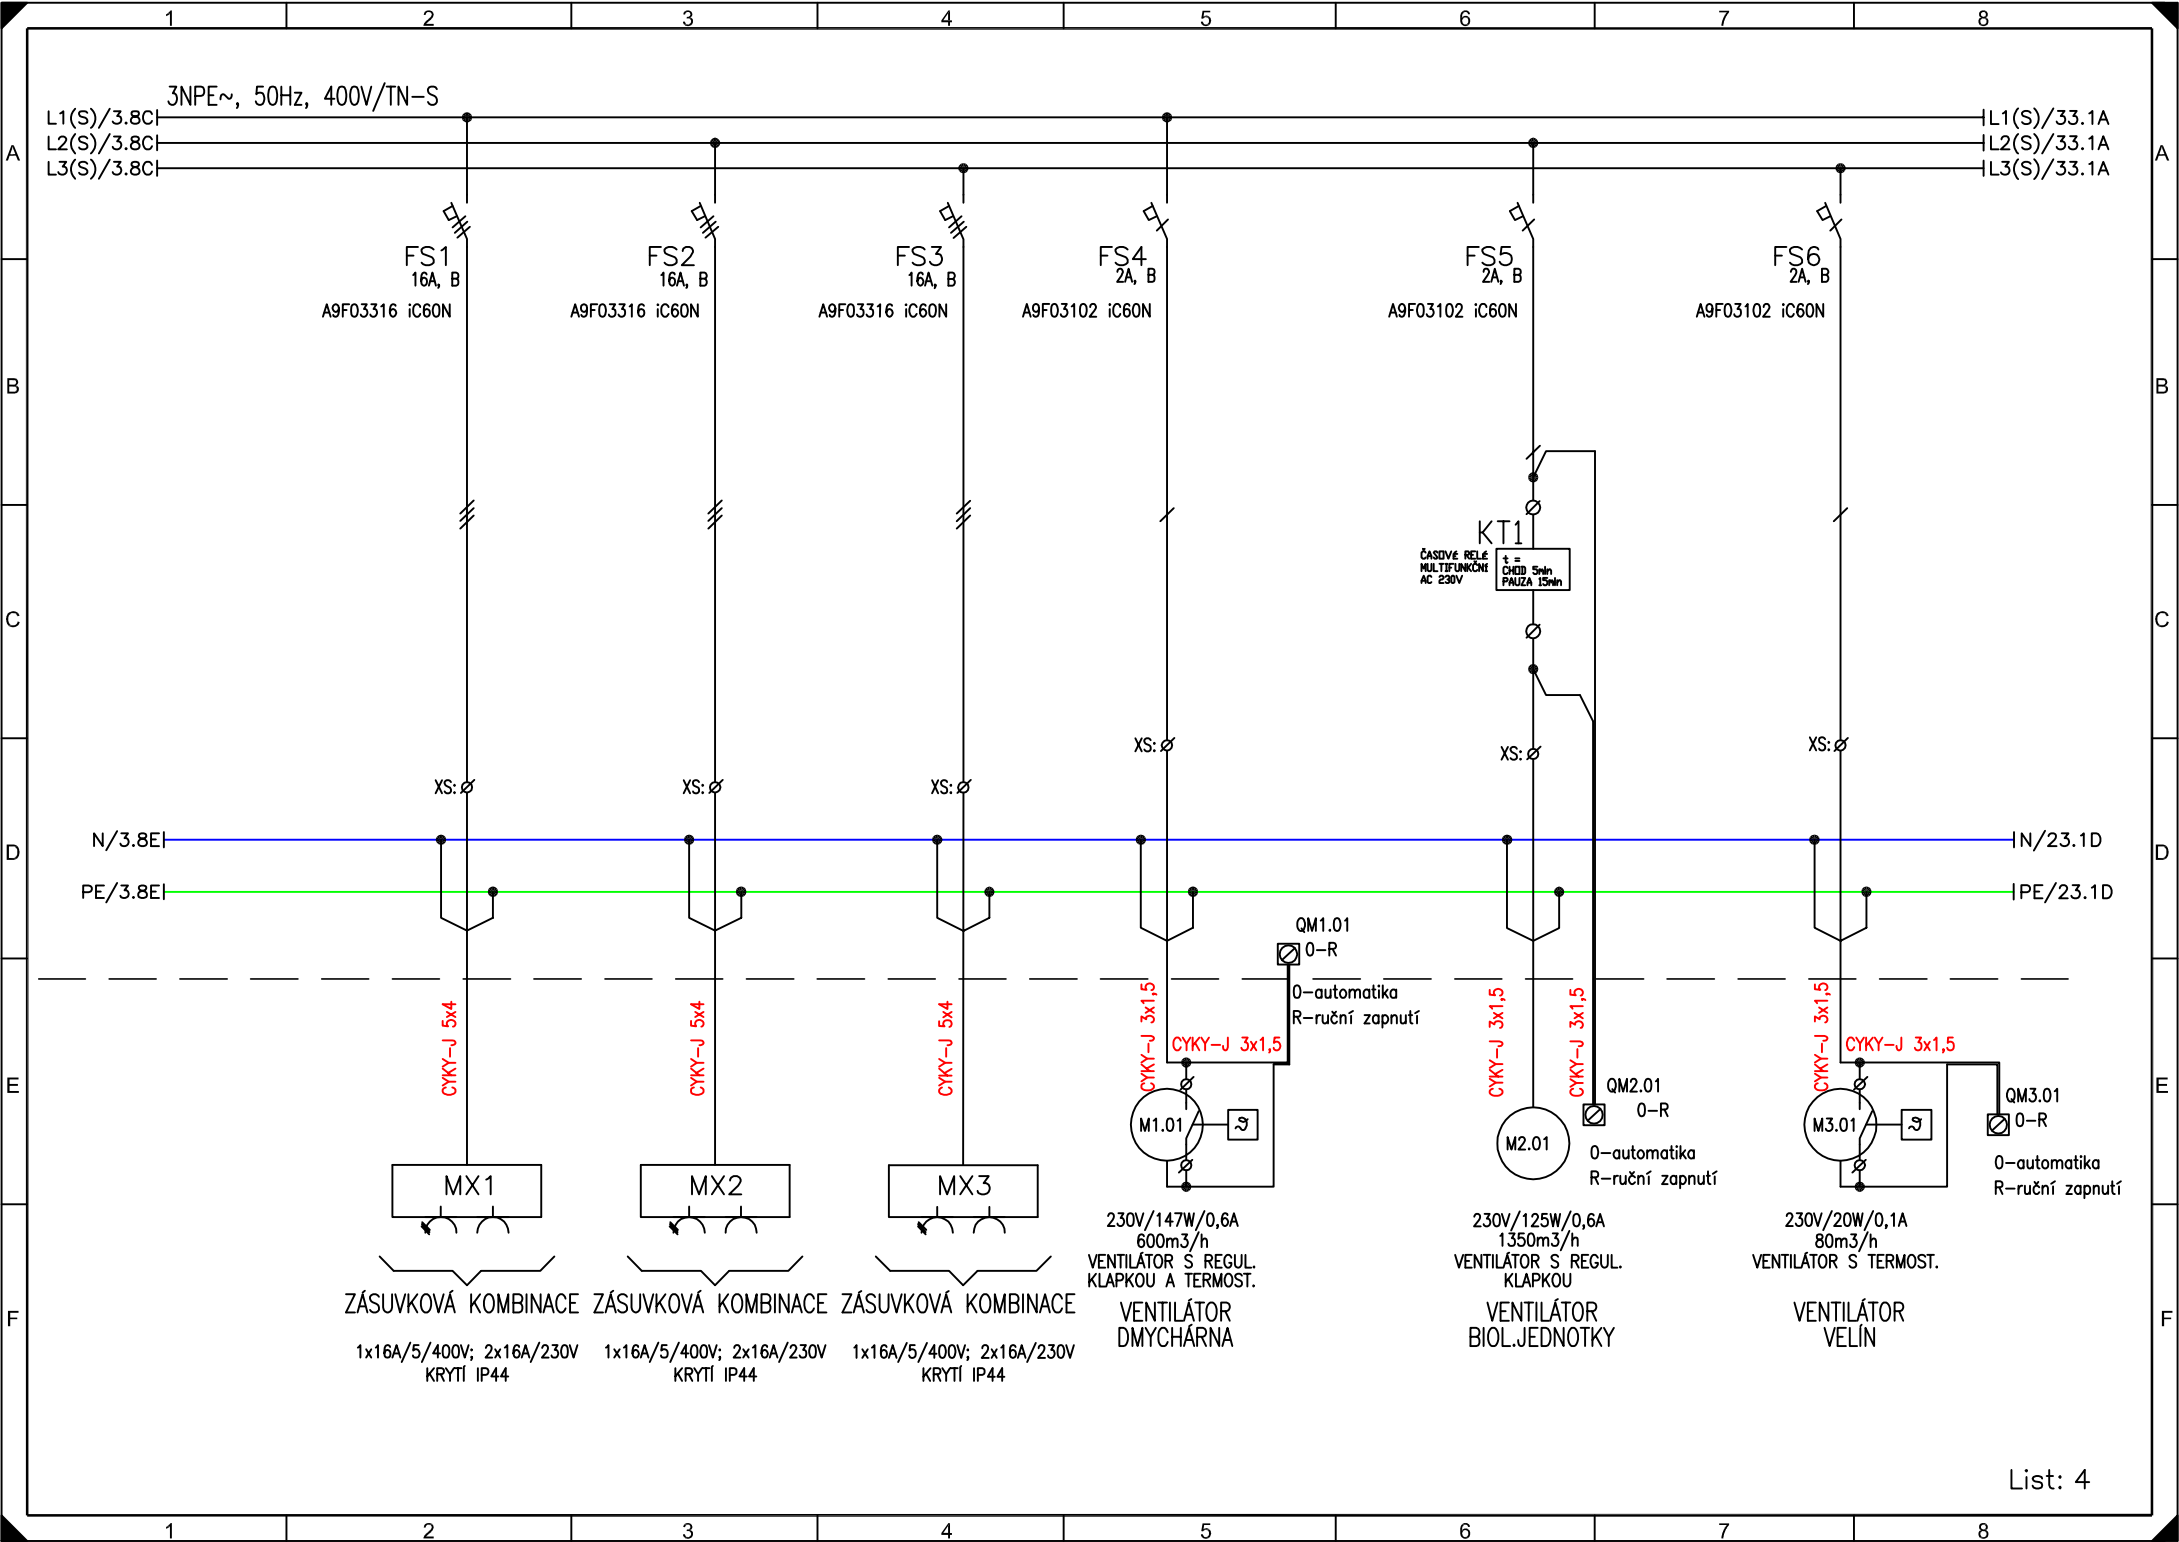 1 2 3 4 5 6 7 8
3NPE~, 50Hz, 400V/TN-S
L1(S)/3.8C L1(S)/33.1A
L2(S)/3.8C L2(S)/33.1A
A A
L3(S)/3.8C L3(S)/33.1A
FS1 FS2 FS3 FS4 FS5 FS6
16A, B 16A, B 16A, B 2A, B 2A, B 2A, B
A9F03316 iC60N A9F03316 iC60N A9F03316 iC60N A9F03102 iC60N A9F03102 iC60N A9F03102 iC60N
B B
KT1
ČASOVÉ RELÉ
MULTIFUNKČNÍ
AC 230V
t =
CHOD 5min
PAUZA 15min
C C
XS: XS: XS: XS: XS: XS:
N/3.8E N/23.1D
D D
PE/3.8E PE/23.1D
QM1.01
0-R
0-automatika
R-ruční zapnutí
CYKY-J 5x4 CYKY-J 5x4 CYKY-J 5x4 CYKY-J 3x1,5 CYKY-J 3x1,5 CYKY-J 3x1,5 CYKY-J 3x1,5
CYKY-J 3x1,5 CYKY-J 3x1,5
E E
QM2.01
0-R
0-automatika
R-ruční zapnutí
QM3.01
0-R
0-automatika
R-ruční zapnutí
M1.01 ϑ M2.01 M3.01 ϑ
MX1 MX2 MX3
230V/147W/0,6A
600m3/h
VENTILÁTOR S REGUL.
KLAPKOU A TERMOST.
VENTILÁTOR
DMYCHÁRNA
230V/125W/0,6A
1350m3/h
VENTILÁTOR S REGUL.
KLAPKOU
VENTILÁTOR
BIOL.JEDNOTKY
230V/20W/0,1A
80m3/h
VENTILÁTOR S TERMOST.
VENTILÁTOR
VELÍN
ZÁSUVKOVÁ KOMBINACE ZÁSUVKOVÁ KOMBINACE ZÁSUVKOVÁ KOMBINACE
F F
1x16A/5/400V; 2x16A/230V 1x16A/5/400V; 2x16A/230V 1x16A/5/400V; 2x16A/230V
KRYTÍ IP44 KRYTÍ IP44 KRYTÍ IP44
List: 4
1 2 3 4 5 6 7 8